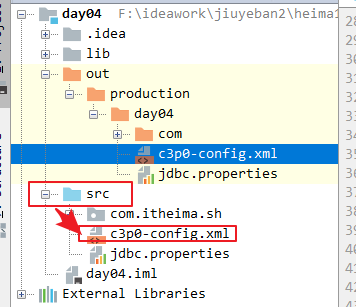 day04 F:\ideawork\jiuyeban2\heima1
.idea
lib
out
production
day04
com
c3p0-config.xml
jdbc.properties
src
com.itheima.sh
c3p0-config.xml
jdbc.properties
day04.iml
External Libraries
28
29
30
31
32
33
34
35
36
37
38
39
40
41
42